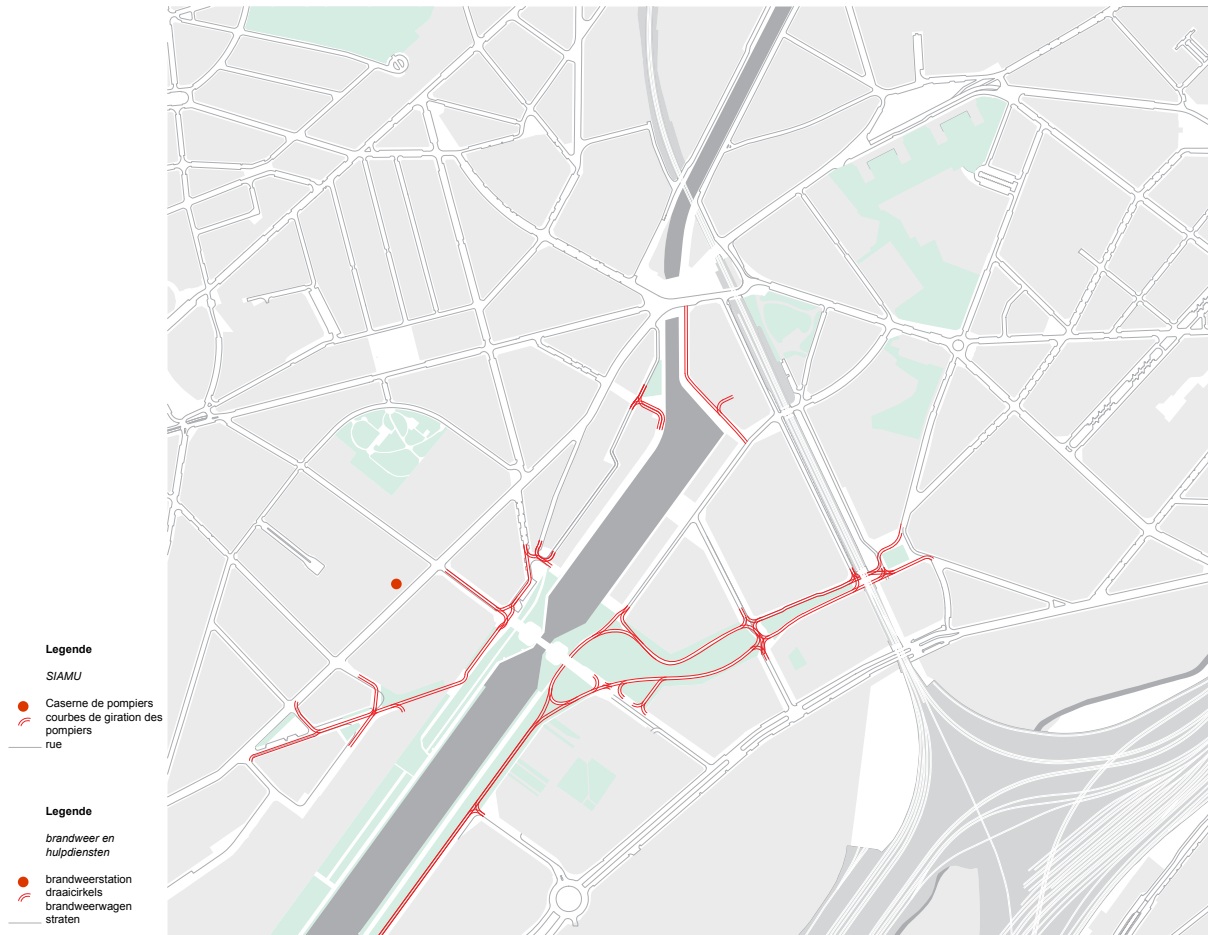 Legende
SIAMU
Caserne de pompiers
courbes de giration des
pompiers
rue
Legende
brandweer en
hulpdiensten
brandweerstation
draaicirkels
brandweerwagen
straten